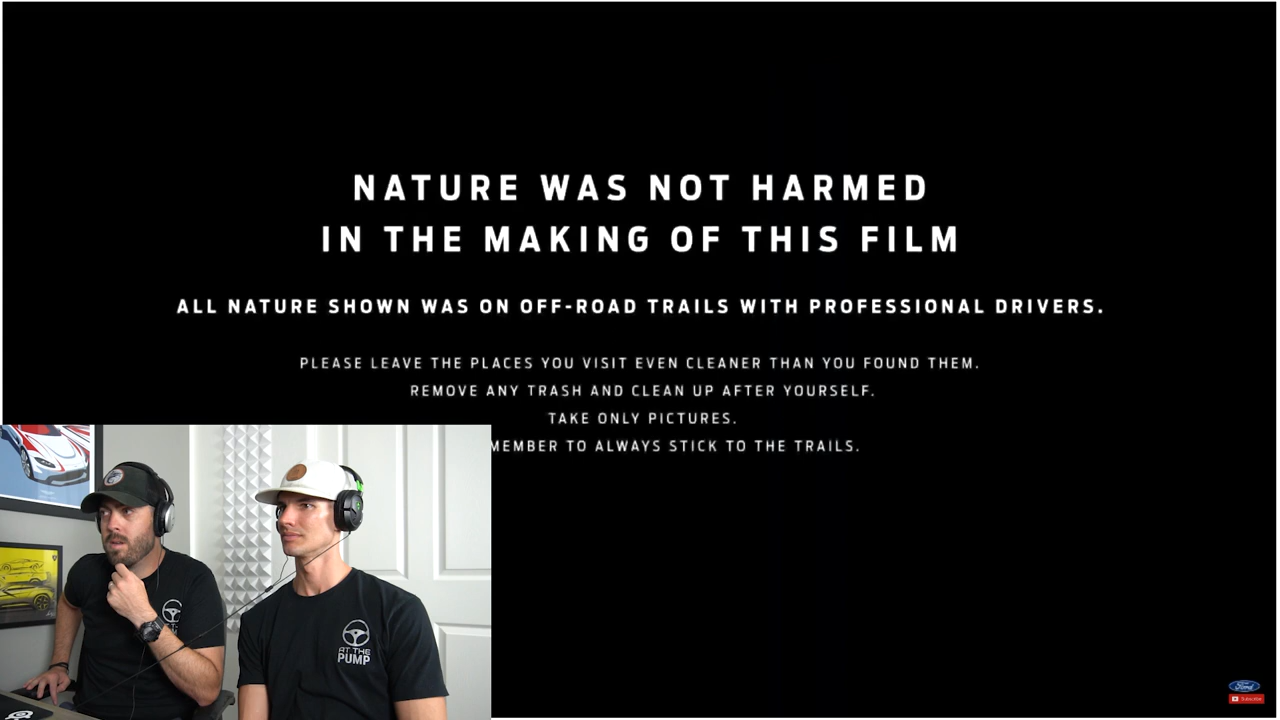 NATURE WAS NOT HARMED
IN THE MAKING OF THIS FILM
ALL NATURE SHOWN WAS ON OFF-ROAD TRAILS WITH PROFESSIONAL DRIVERS.
PLEASE LEAVE THE PLACES YOU VISIT EVEN CLEANER THAN YOU FOUND THEM.
REMOVE ANY TRASH AND CLEAN UP AFTER YOURSELF.
TAKE ONLY PICTURES.
MEMBER TO ALWAYS STICK TO THE TRAILS.
AT THE
PUMP
Ford
Subscribe